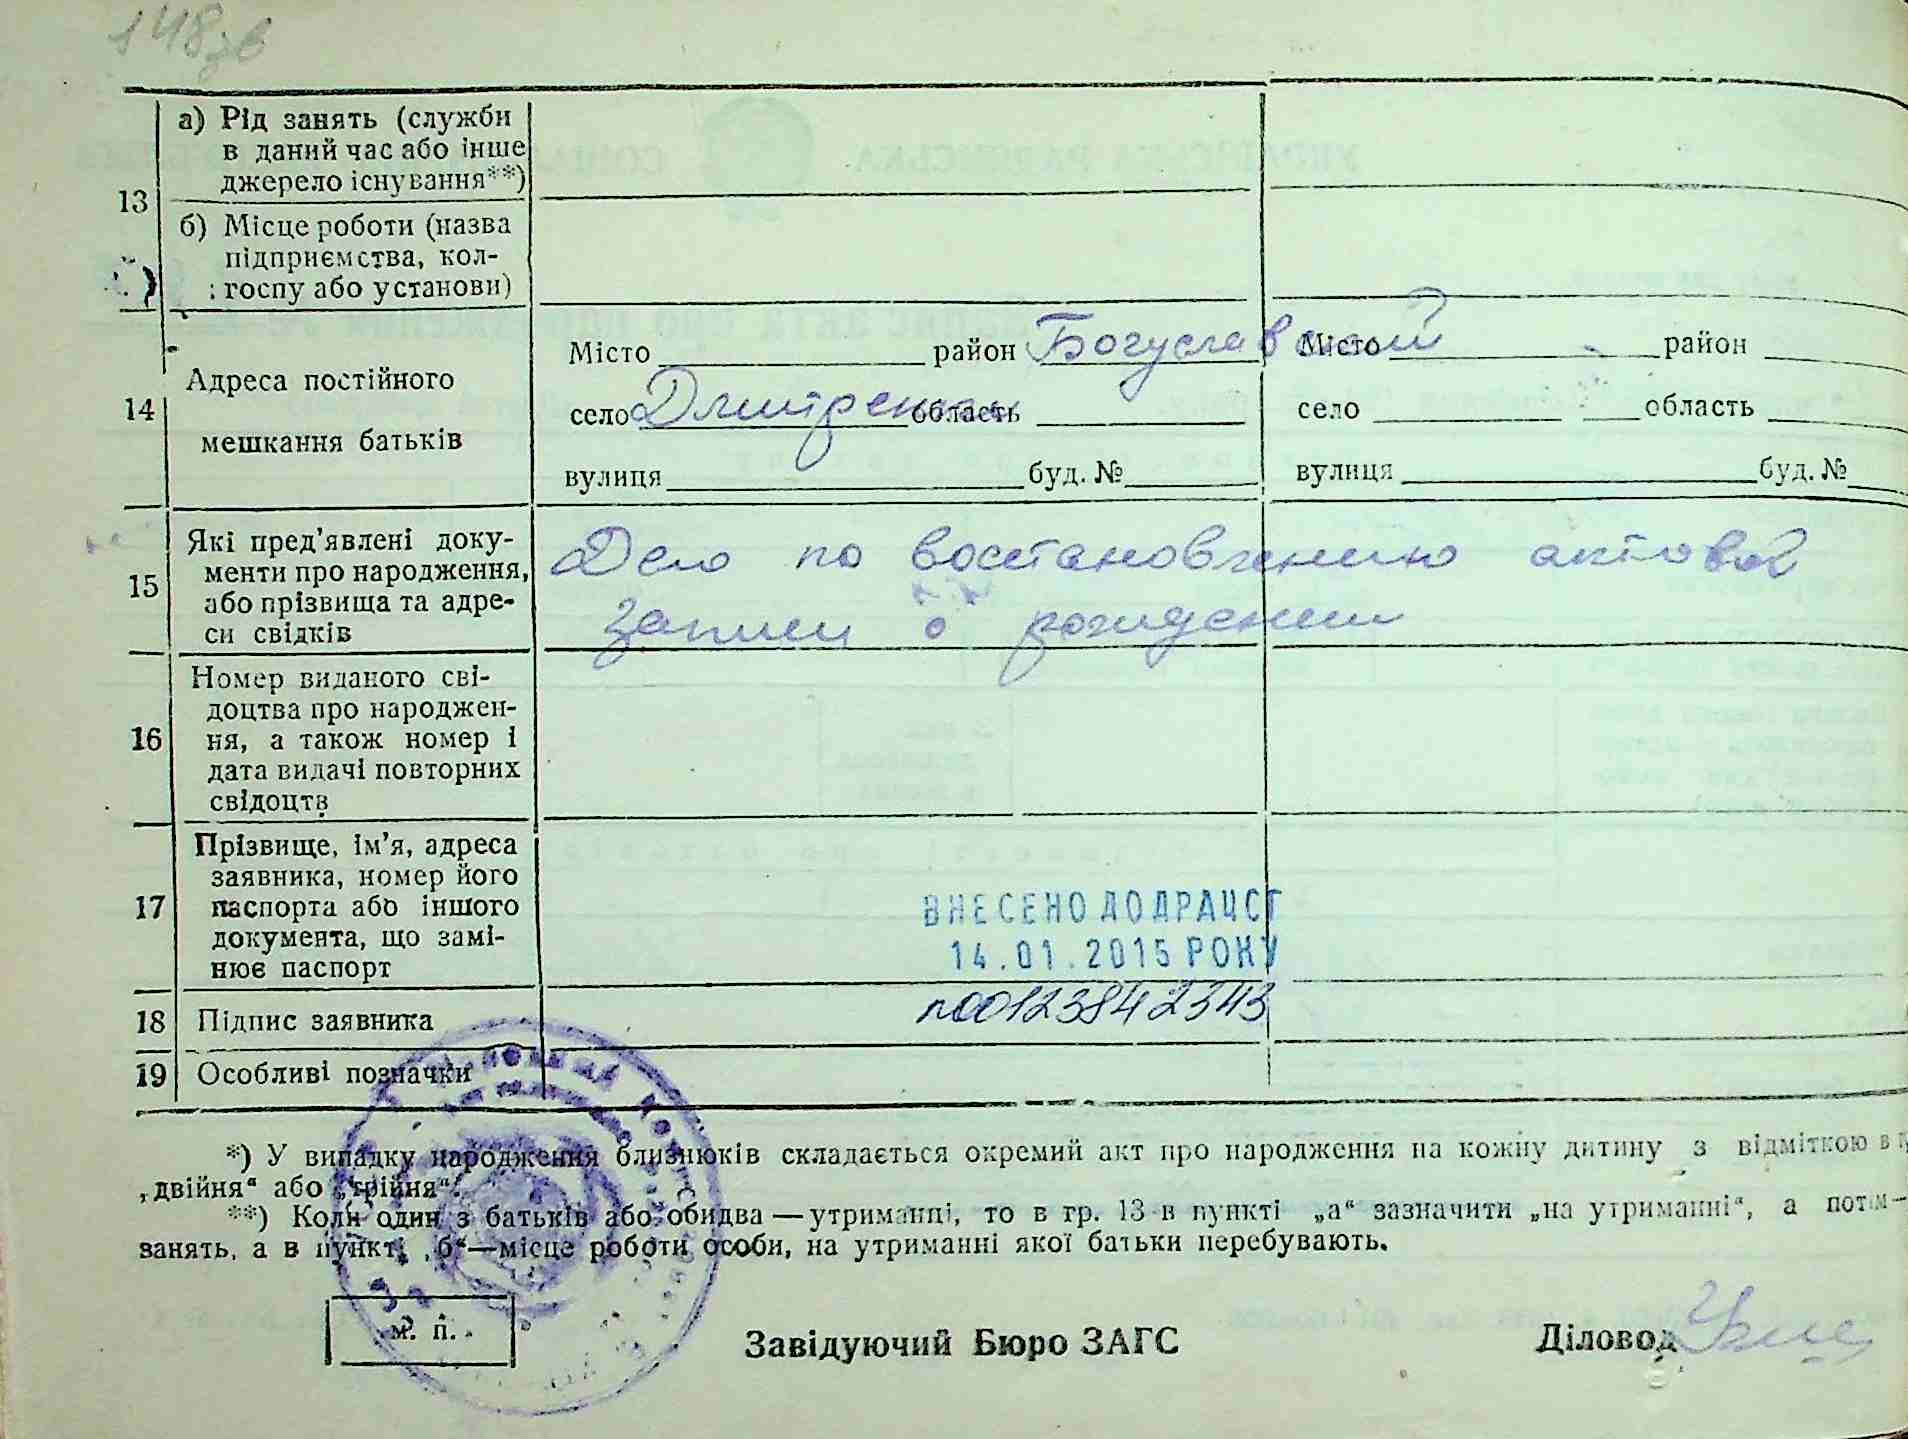 148зв
13
а) Рід занять (служби
в даний час або інше
джерело існування**)
б) Місце роботи (назва
підприємства, кол-
госпу або установи)
14
Адреса постійного
мешкання батьків
Місто район Богуславский
село Дмитренки область
вулиця буд. №
Місто район
село область
вулиця буд. №
15
Які пред'явлені доку-
менти про народження,
або прізвища та адре-
си свідків
Дело по восстановлению актовой
записи о рождении
16
Номер виданого сві-
доцтва про народжен-
ня, а також номер і
дата видачі повторних
свідоцтв
17
Прізвище, ім'я, адреса
заявника, номер його
паспорта або іншого
документа, що замі-
нює паспорт
ВНЕСЕНО ДО ДРАЦСГ
14.01.2015 РОКУ
n00123842343
18 Підпис заявника
19 Особливі позначки
*) У випадку народження близнюків складається окремий акт про народження на кожну дитину з відміткою в
„двійня“ або „трійня“.
**) Коли один з батьків або обидва — утриманці, то в гр. 13 в пункті „а“ зазначити „на утриманні“, а потім —
занять, а в пункті „б“—місце роботи особи, на утриманні якої батьки перебувають.
м. п.
Завідуючий Бюро ЗАГС
Діловод